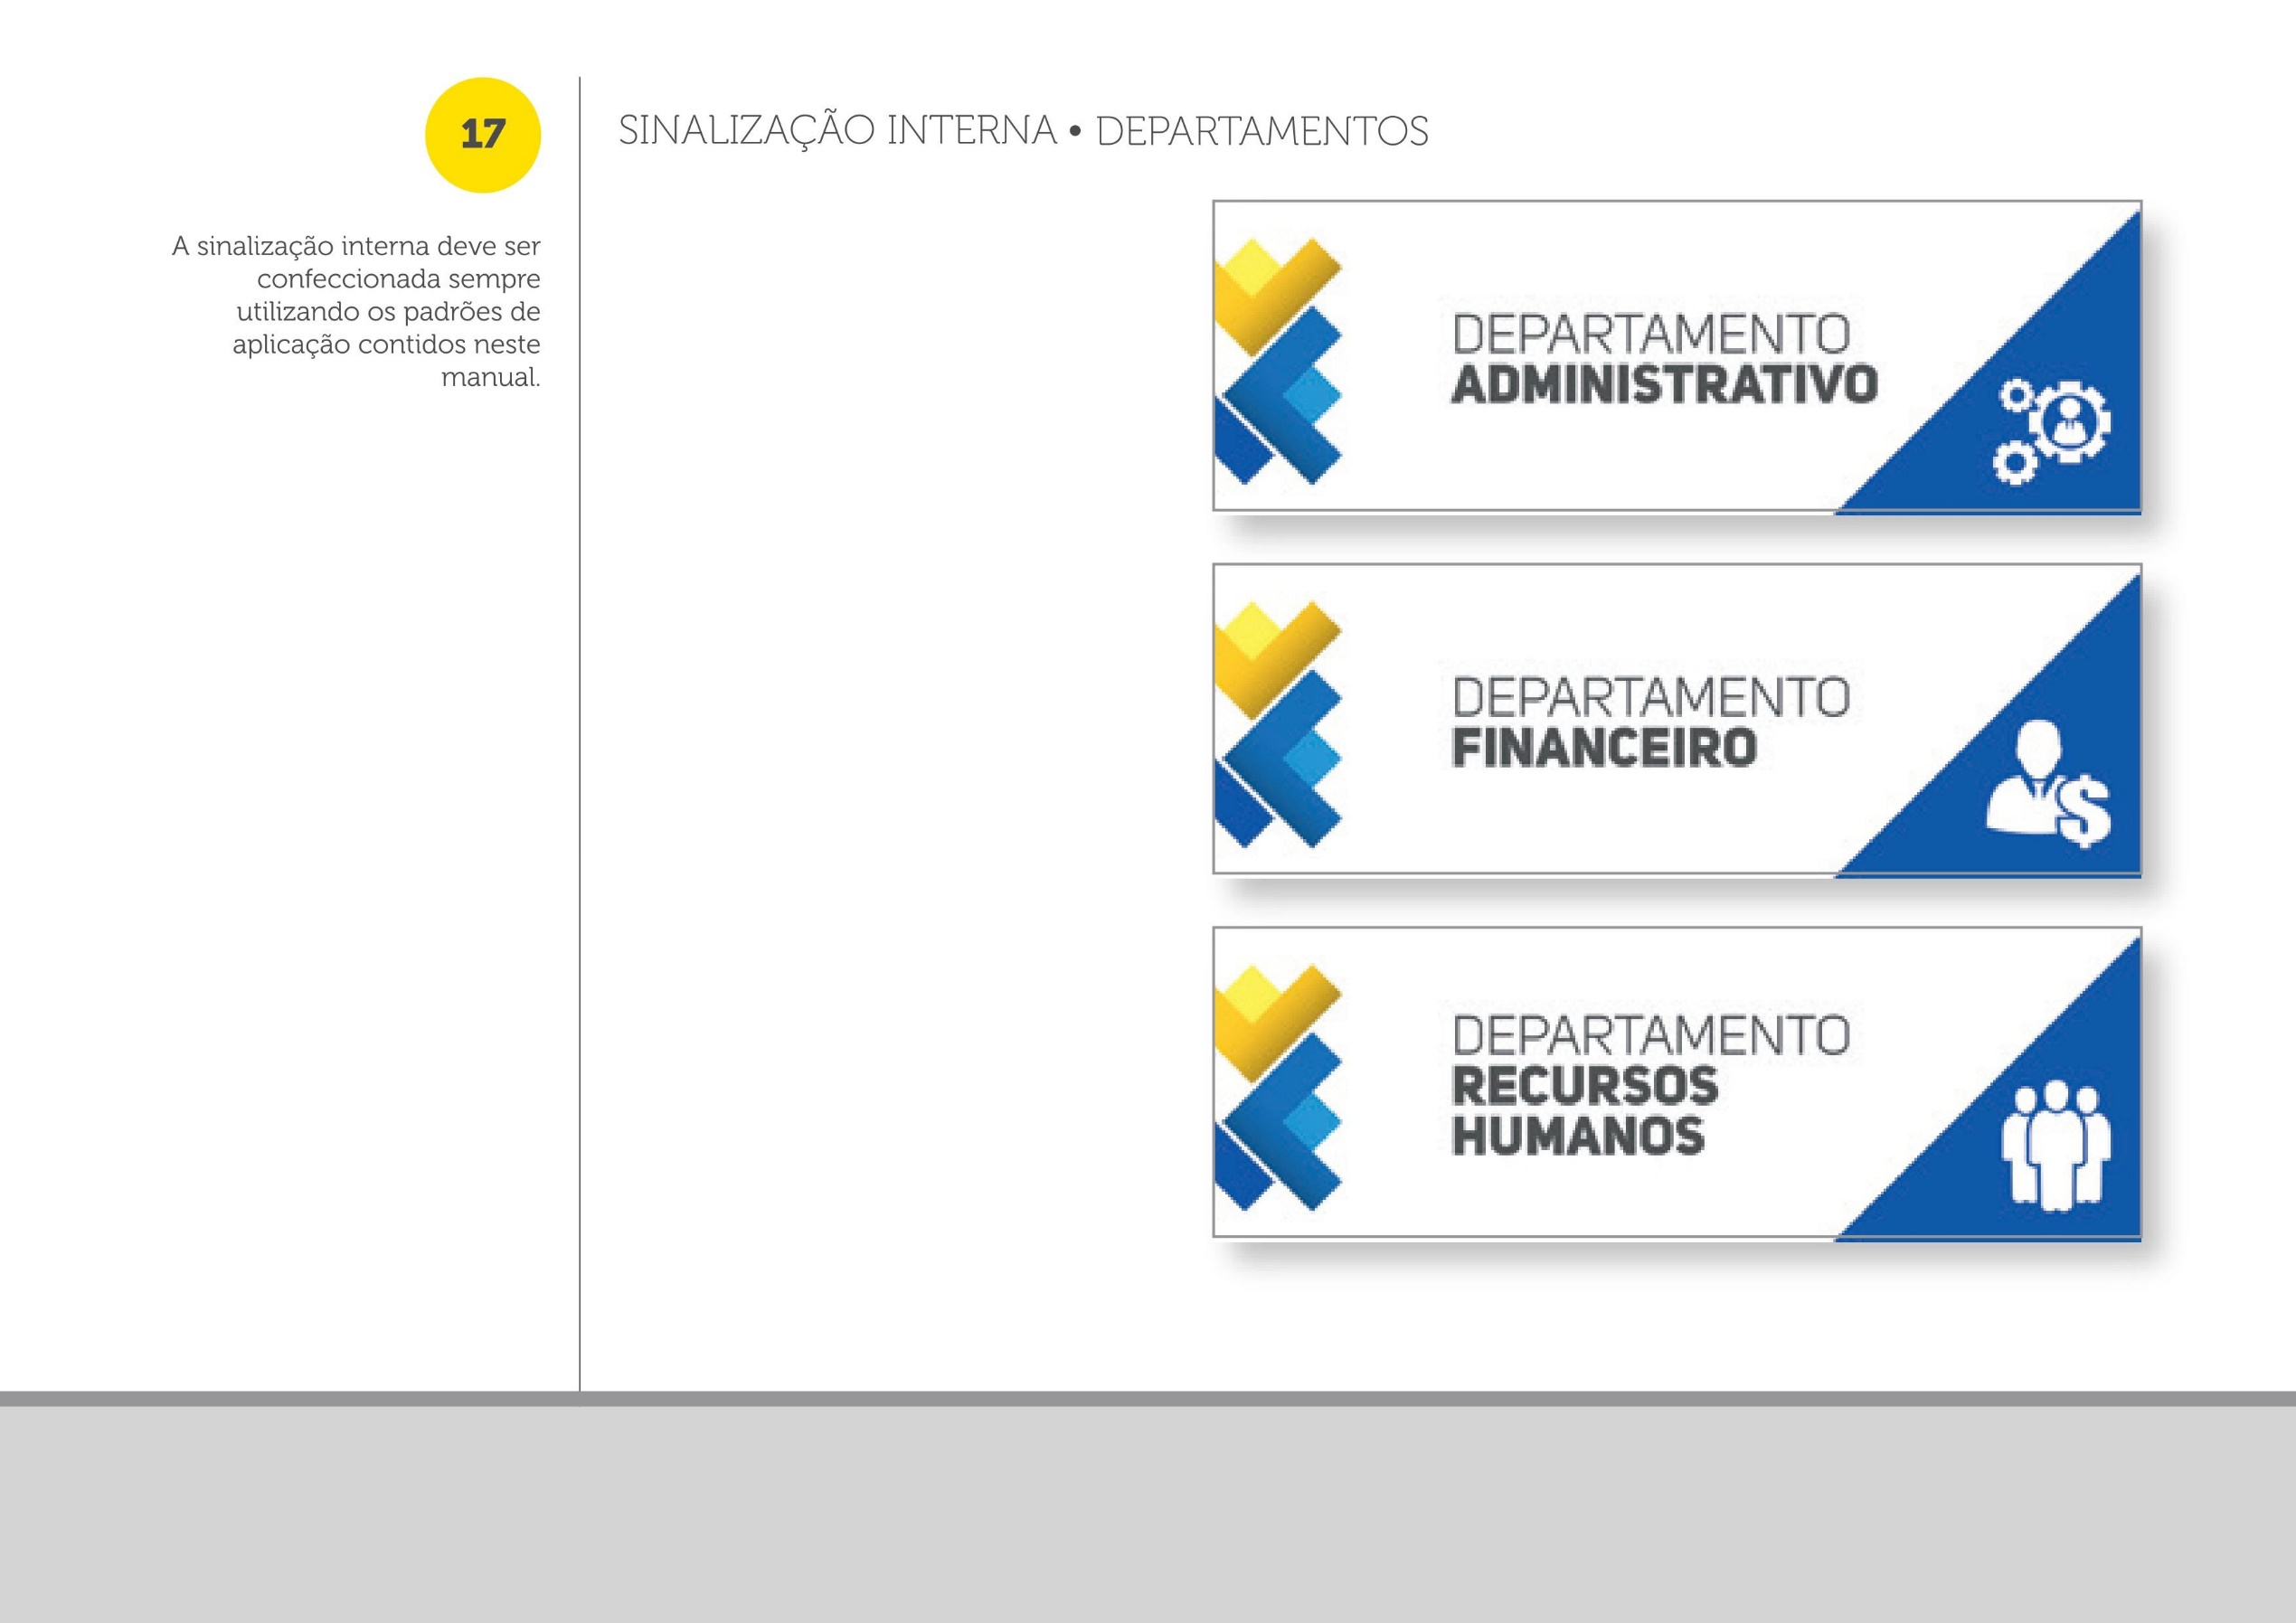 17
SINALIZAÇÃO INTERNA • DEPARTAMENTOS
A sinalização interna deve ser
confeccionada sempre
utilizando os padrões de
aplicação contidos neste
manual.
DEPARTAMENTO
ADMINISTRATIVO
DEPARTAMENTO
FINANCEIRO
$
DEPARTAMENTO
RECURSOS
HUMANOS